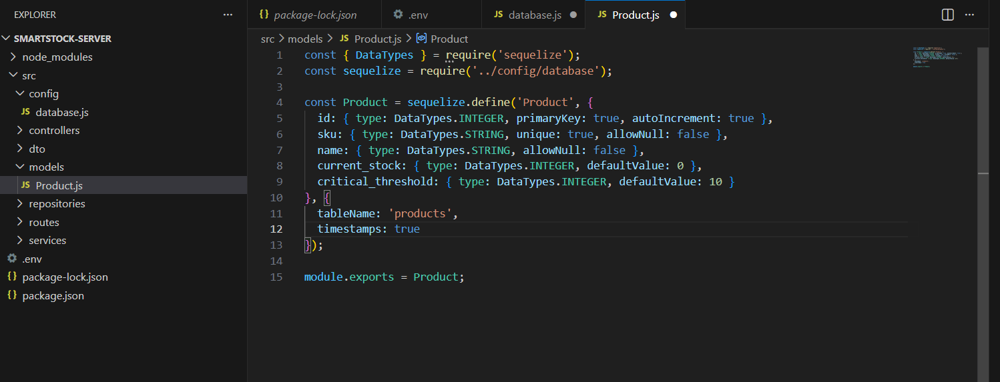 EXPLORER
SMARTSTOCK-SERVER
node_modules
src
config
JS database.js
controllers
dto
models
JS Product.js
repositories
routes
services
.env
{} package-lock.json
{} package.json
{} package-lock.json
.env
JS database.js
JS Product.js
src > models > JS Product.js > Product
1 const { DataTypes } = require('sequelize');
2 const sequelize = require('../config/database');
3
4 const Product = sequelize.define('Product', {
5   id: { type: DataTypes.INTEGER, primaryKey: true, autoIncrement: true },
6   sku: { type: DataTypes.STRING, unique: true, allowNull: false },
7   name: { type: DataTypes.STRING, allowNull: false },
8   current_stock: { type: DataTypes.INTEGER, defaultValue: 0 },
9   critical_threshold: { type: DataTypes.INTEGER, defaultValue: 10 }
10 }, {
11   tableName: 'products',
12   timestamps: true
13 });
14
15 module.exports = Product;